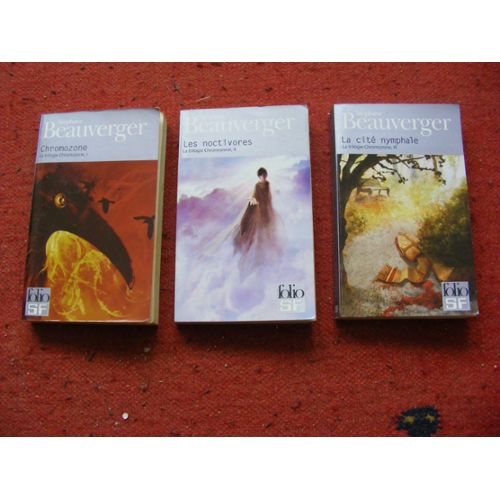 Stéphane
Beauverger
Chromozone
La trilogie Chromozone, I
folio
SF
Beauverger
Les noctivores
La trilogie Chromozone, II
folio
SF
Stéphane
Beauverger
La cité nymphale
La trilogie Chromozone, III
folio
SF